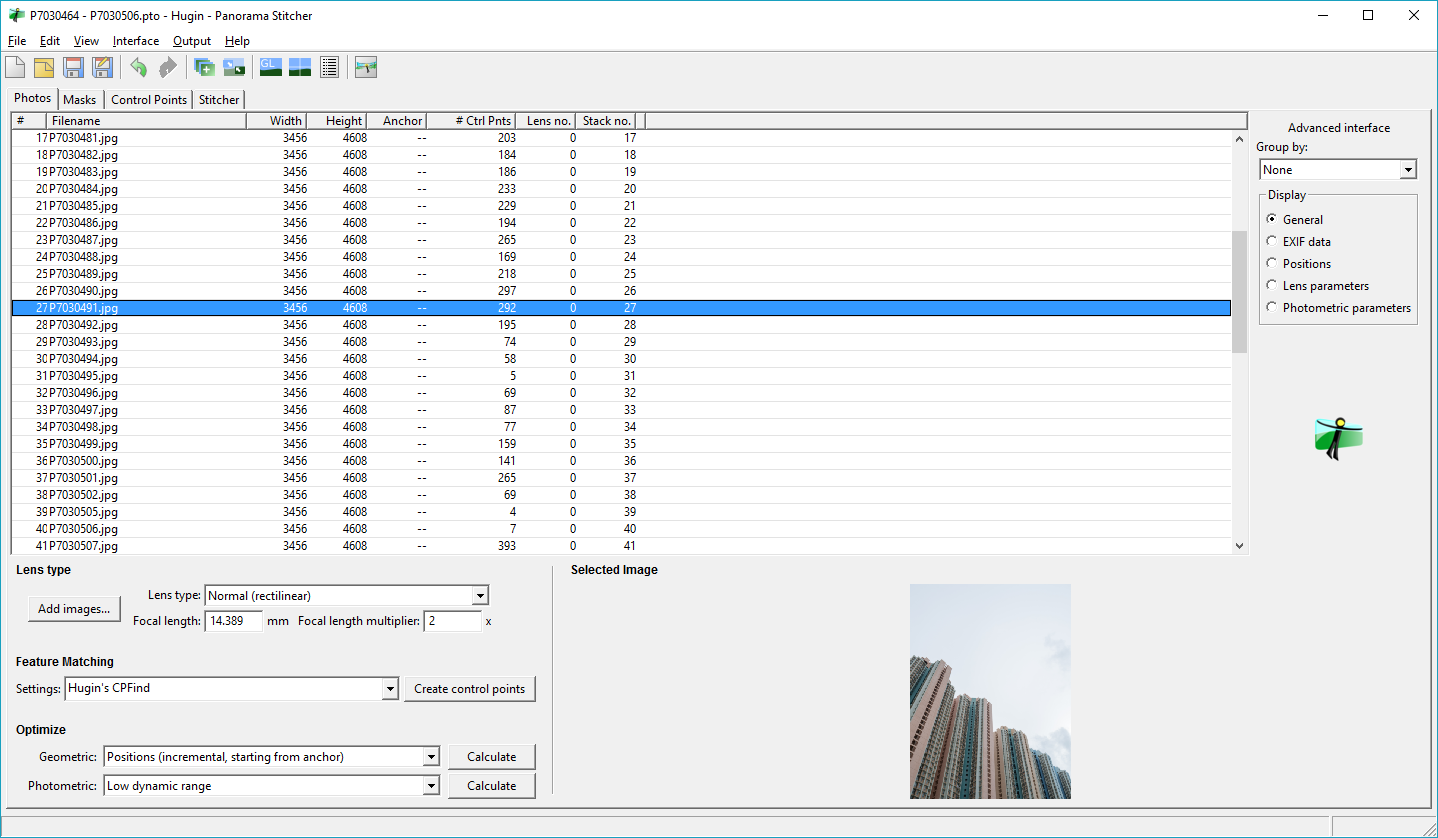 P7030464 - P7030506.pto - Hugin - Panorama Stitcher
File Edit View Interface Output Help
GL
Photos Masks Control Points Stitcher
# Filename Width Height Anchor # Ctrl Pnts Lens no. Stack no.
17 P7030481.jpg 3456 4608 -- 203 0 17
18 P7030482.jpg 3456 4608 -- 184 0 18
19 P7030483.jpg 3456 4608 -- 186 0 19
20 P7030484.jpg 3456 4608 -- 233 0 20
21 P7030485.jpg 3456 4608 -- 229 0 21
22 P7030486.jpg 3456 4608 -- 194 0 22
23 P7030487.jpg 3456 4608 -- 265 0 23
24 P7030488.jpg 3456 4608 -- 169 0 24
25 P7030489.jpg 3456 4608 -- 218 0 25
26 P7030490.jpg 3456 4608 -- 297 0 26
27 P7030491.jpg 3456 4608 -- 292 0 27
28 P7030492.jpg 3456 4608 -- 195 0 28
29 P7030493.jpg 3456 4608 -- 74 0 29
30 P7030494.jpg 3456 4608 -- 58 0 30
31 P7030495.jpg 3456 4608 -- 5 0 31
32 P7030496.jpg 3456 4608 -- 69 0 32
33 P7030497.jpg 3456 4608 -- 87 0 33
34 P7030498.jpg 3456 4608 -- 77 0 34
35 P7030499.jpg 3456 4608 -- 159 0 35
36 P7030500.jpg 3456 4608 -- 141 0 36
37 P7030501.jpg 3456 4608 -- 265 0 37
38 P7030502.jpg 3456 4608 -- 69 0 38
39 P7030505.jpg 3456 4608 -- 4 0 39
40 P7030506.jpg 3456 4608 -- 7 0 40
41 P7030507.jpg 3456 4608 -- 393 0 41
Advanced interface
Group by:
None
Display
General
EXIF data
Positions
Lens parameters
Photometric parameters
Lens type
Add images...
Lens type: Normal (rectilinear)
Focal length: 14.389 mm Focal length multiplier: 2 x
Feature Matching
Settings: Hugin's CPFind Create control points
Optimize
Geometric: Positions (incremental, starting from anchor) Calculate
Photometric: Low dynamic range Calculate
Selected Image